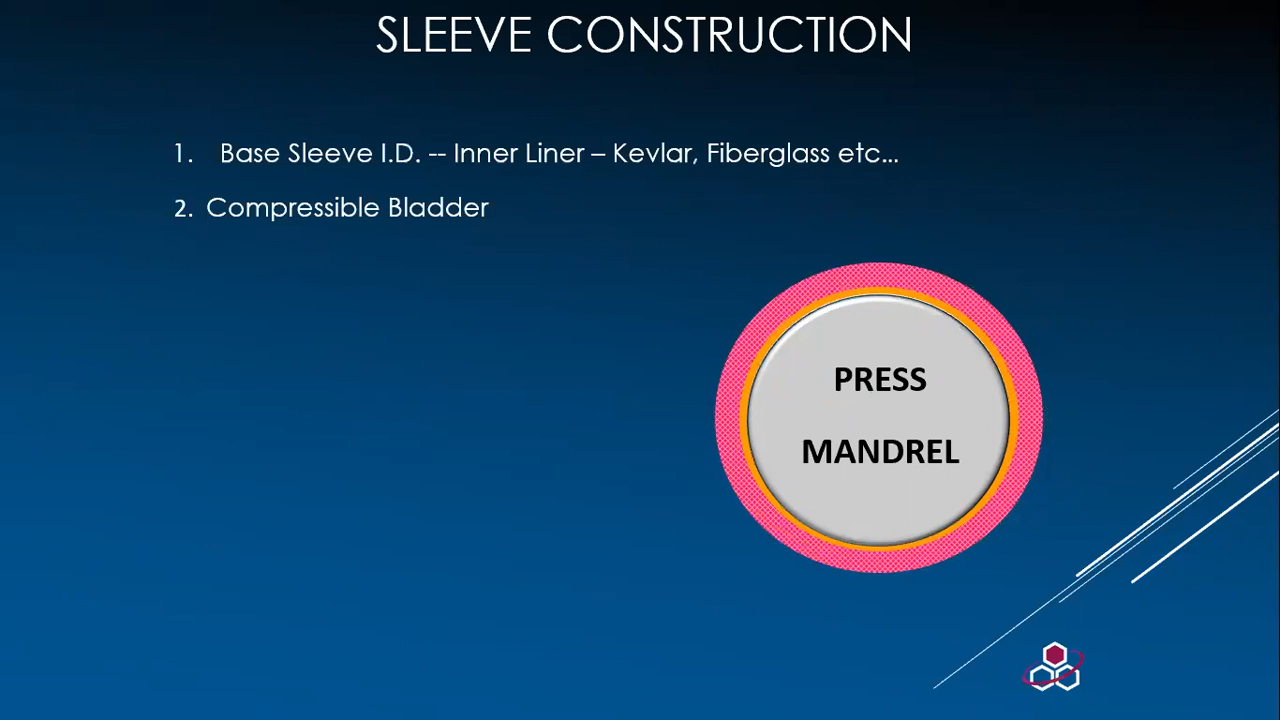 SLEEVE CONSTRUCTION
1. Base Sleeve I.D. -- Inner Liner – Kevlar, Fiberglass etc...
2. Compressible Bladder
PRESS
MANDREL